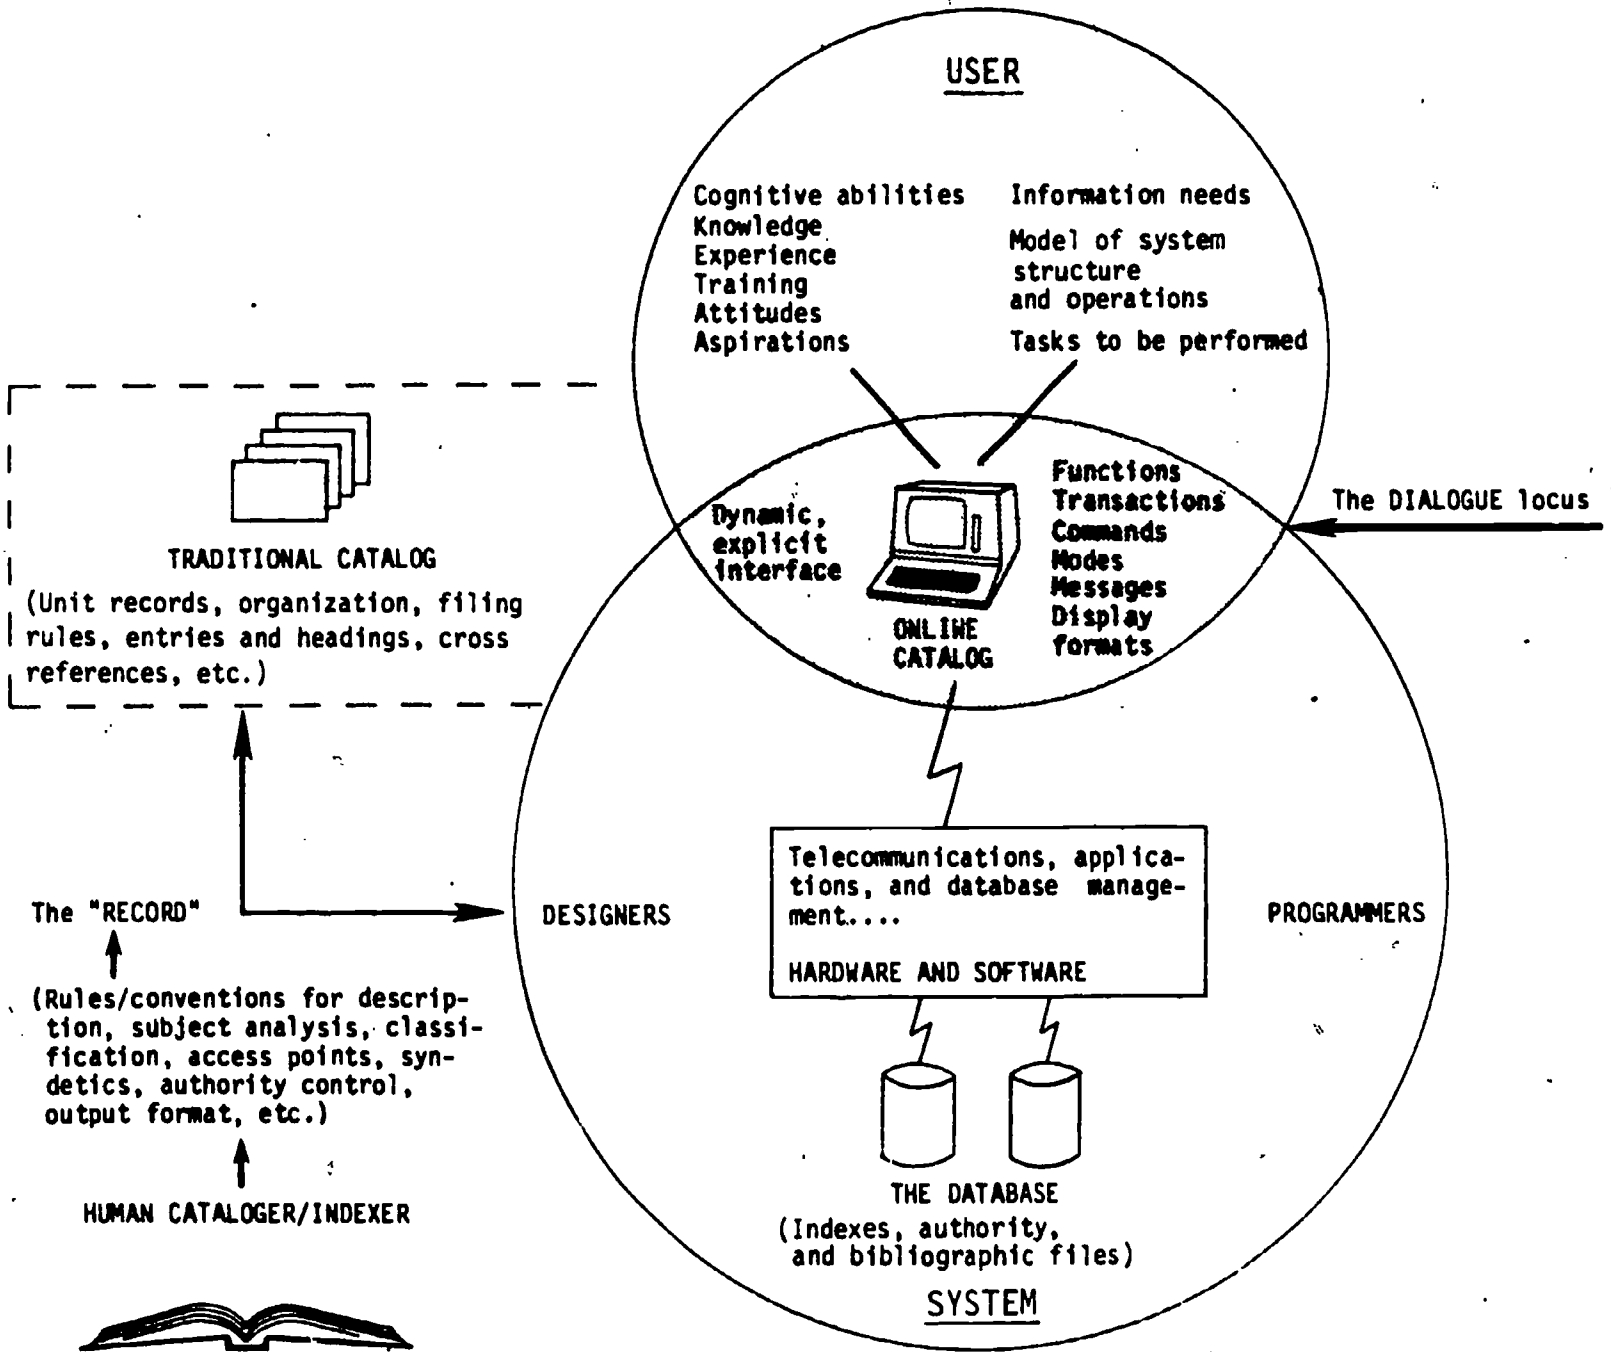 USER
Cognitive abilities
Knowledge
Experience
Training
Attitudes
Aspirations
Information needs
Model of system
structure
and operations
Tasks to be performed
TRADITIONAL CATALOG
(Unit records, organization, filing
rules, entries and headings, cross
references, etc.)
Dynamic,
explicit
interface
ONLINE
CATALOG
Functions
Transactions
Commands
Modes
Messages
Display
formats
The DIALOGUE locus
The "RECORD"
(Rules/conventions for descrip-
tion, subject analysis, classi-
fication, access points, syn-
detics, authority control,
output format, etc.)
HUMAN CATALOGER/INDEXER
DESIGNERS
Telecommunications, applica-
tions, and database manage-
ment....
HARDWARE AND SOFTWARE
PROGRAMMERS
THE DATABASE
(Indexes, authority,
and bibliographic files)
SYSTEM